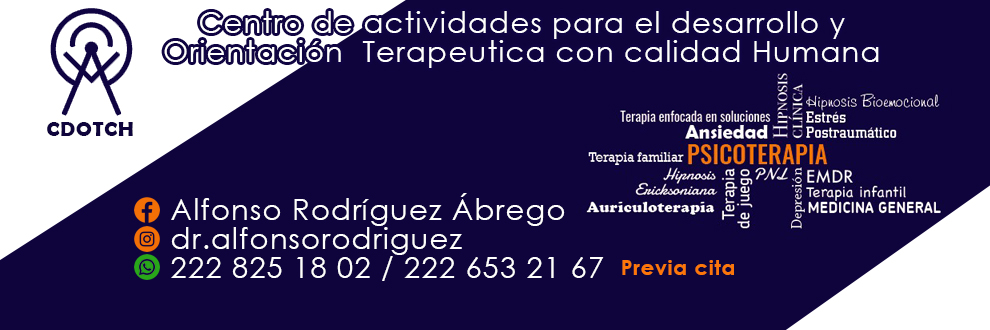 Centro de actividades para el desarrollo y
Orientación Terapeutica con calidad Humana
CDOTCH
Hipnosis Bioemocional
Terapia enfocada en soluciones
HIPNOSIS CLÍNICA
Estrés
Ansiedad
Postraumático
Terapia familiar
PSICOTERAPIA
Hipnosis
Ericksoniana
Terapia de juego
PNL
Depresión
EMDR
Terapia infantil
Auriculoterapia
MEDICINA GENERAL
Alfonso Rodríguez Ábrego
dr.alfonsorodriguez
222 825 18 02 / 222 653 21 67 Previa cita